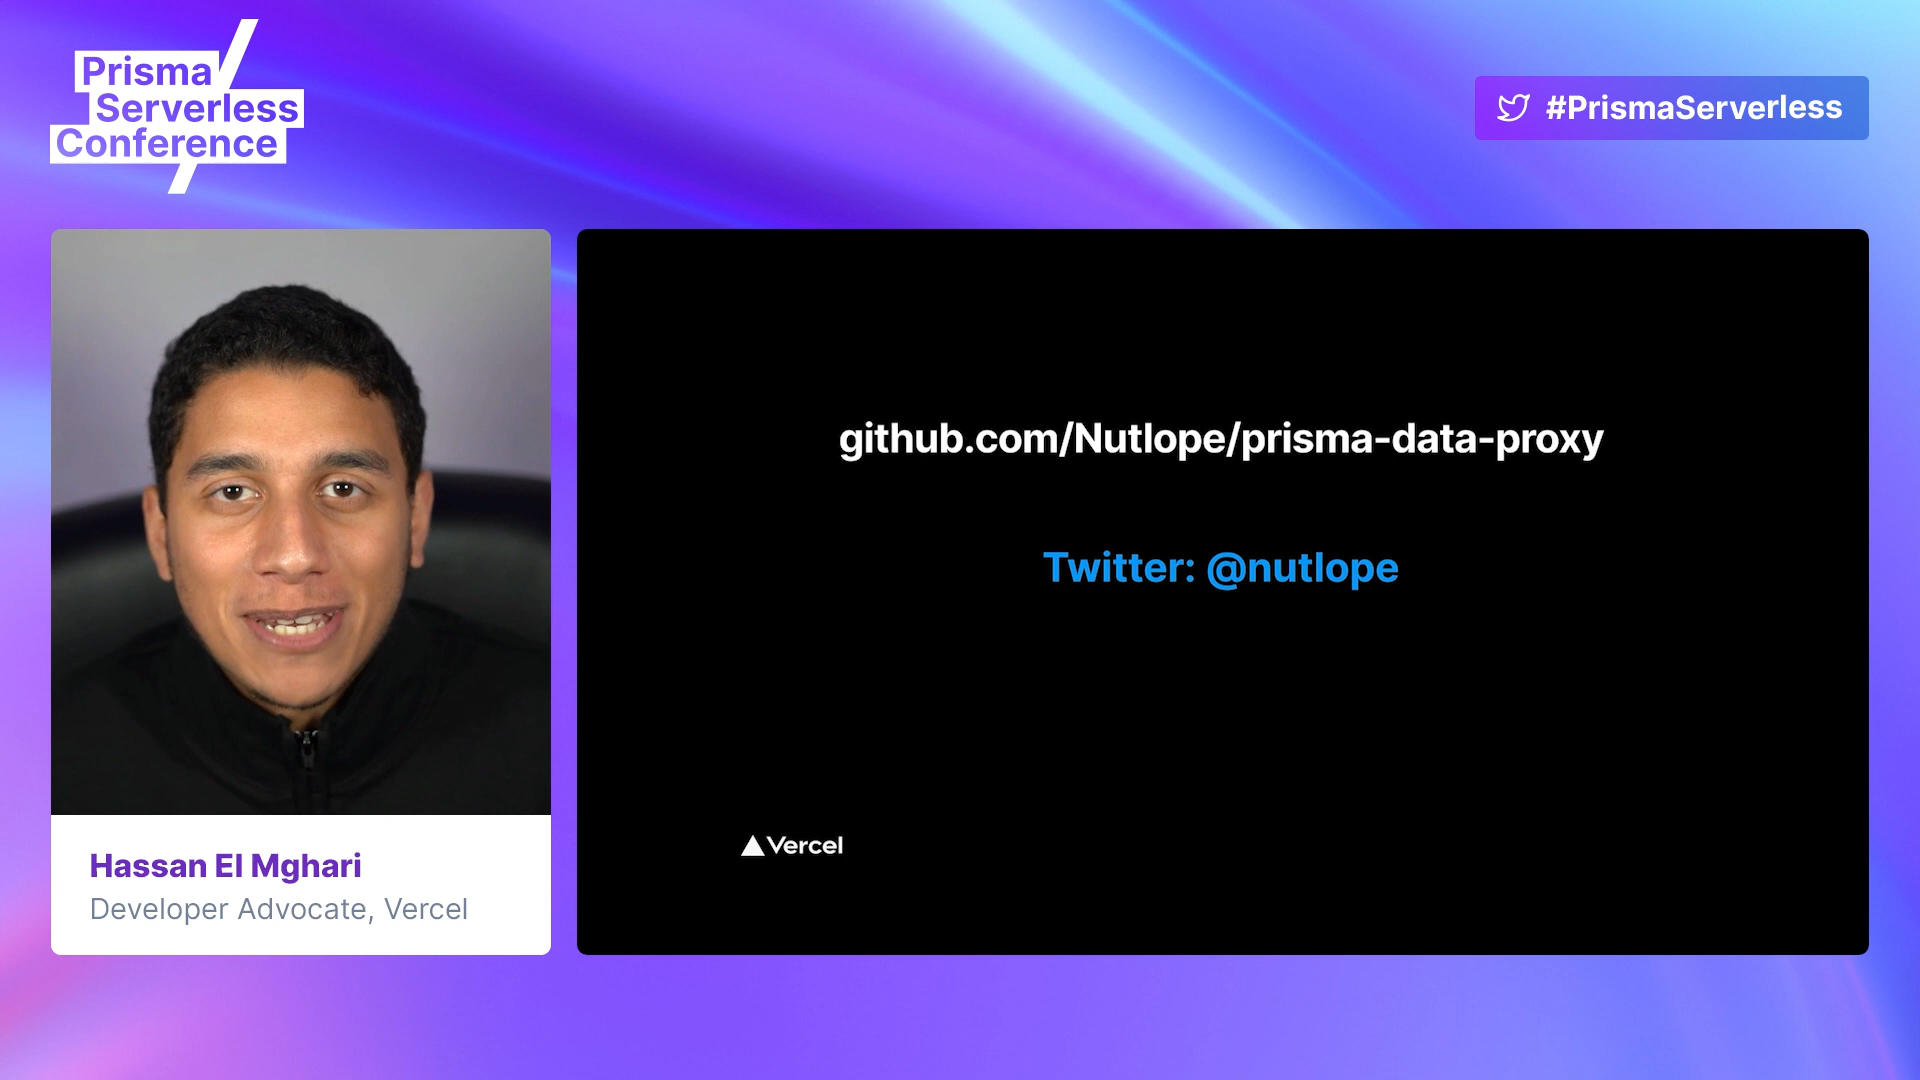 Prisma
Serverless
Conference
#PrismaServerless
github.com/Nutlope/prisma-data-proxy
Twitter: @nutlope
Vercel
Hassan El Mghari
Developer Advocate, Vercel